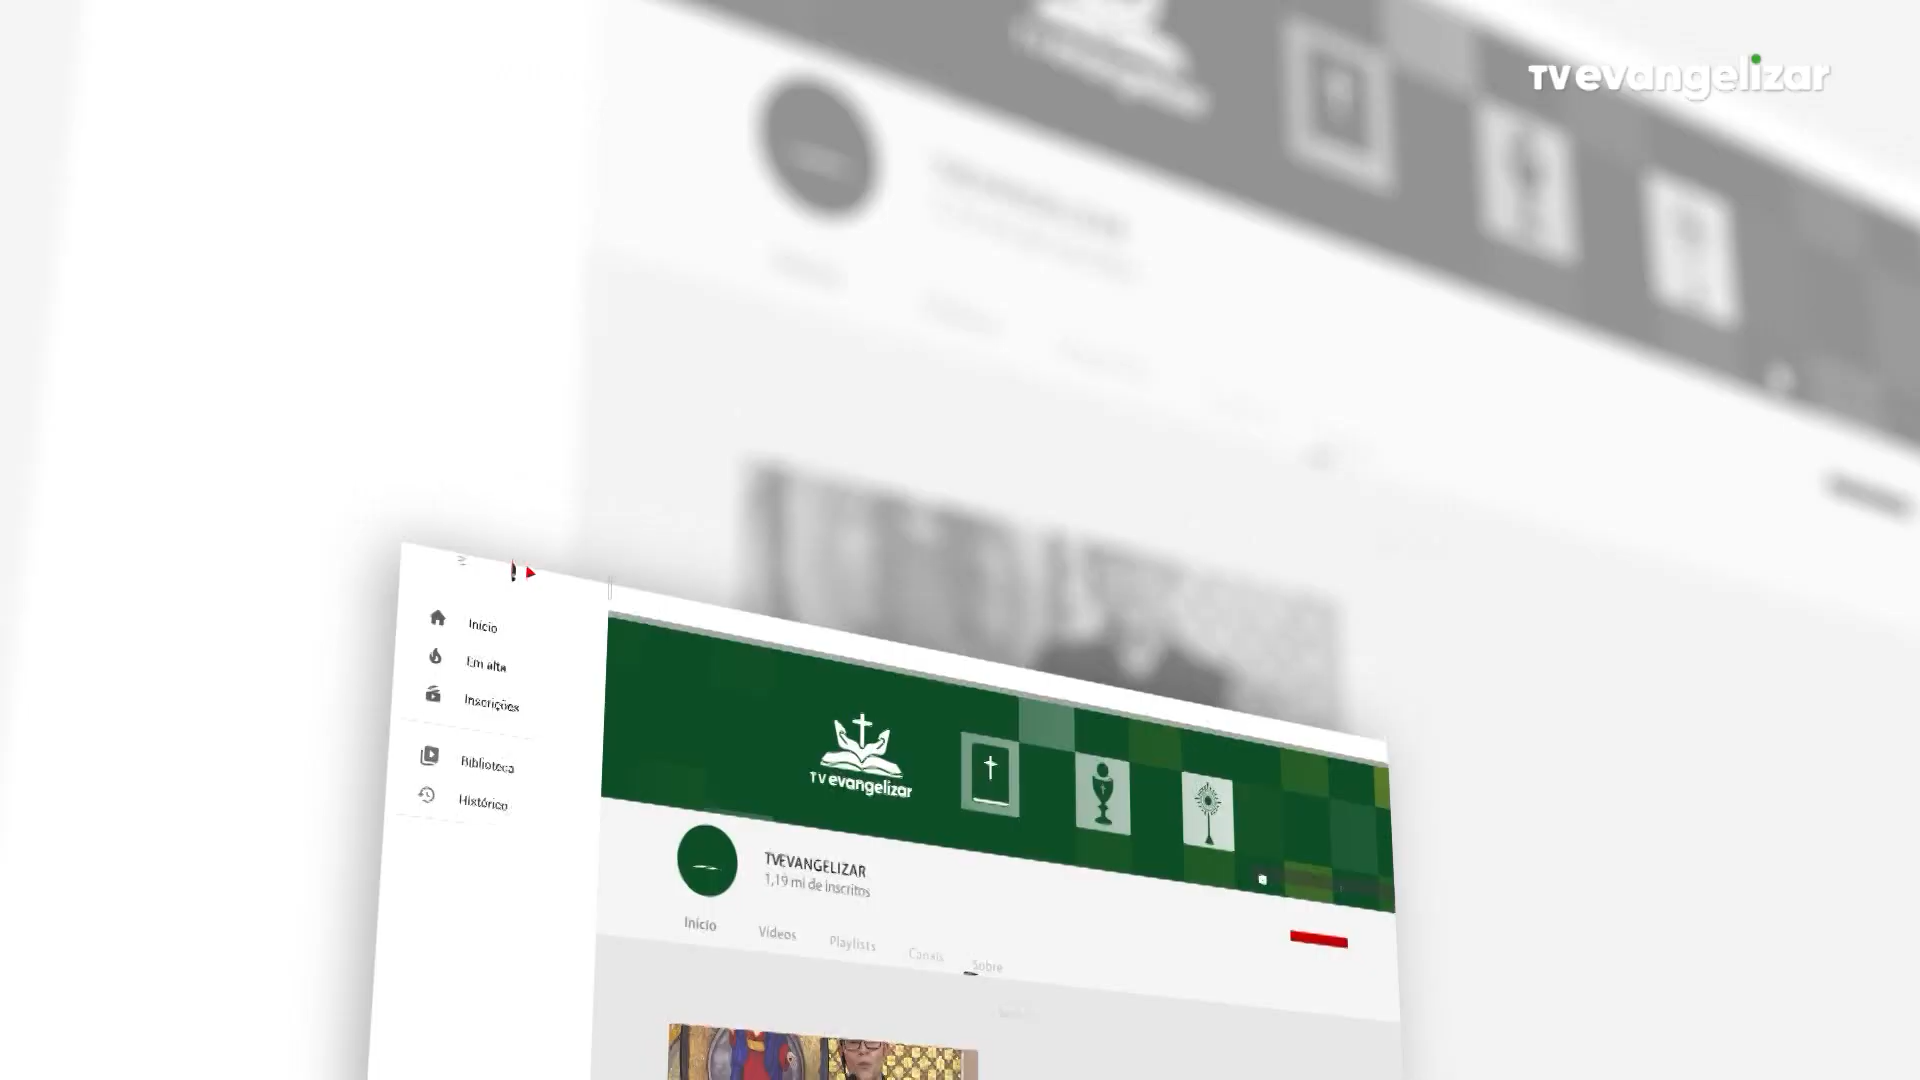 TVevangelizar
Início
Em alta
Inscrições
Biblioteca
Histórico
TV evangelizar
TVEVANGELIZAR
1,19 mi de inscritos
Início
Vídeos
Playlists
Canais
Sobre